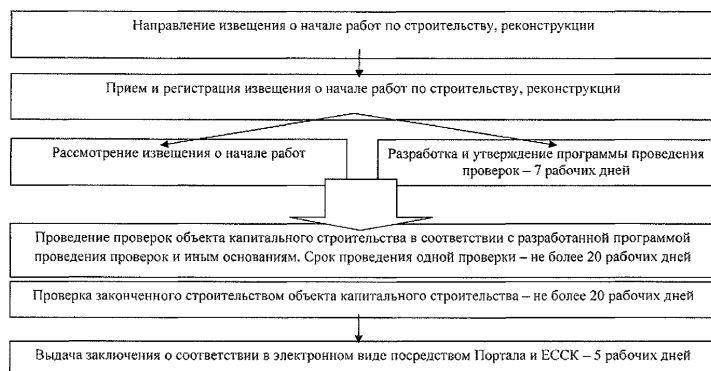 Направление извещения о начале работ по строительству, реконструкции
Прием и регистрация извещения о начале работ по строительству, реконструкции
Рассмотрение извещения о начале работ
Разработка и утверждение программы проведения
проверок – 7 рабочих дней
Проведение проверок объекта капитального строительства в соответствии с разработанной программой
проведения проверок и иным основаниям. Срок проведения одной проверки – не более 20 рабочих дней
Проверка законченного строительством объекта капитального строительства – не более 20 рабочих дней
Выдача заключения о соответствии в электронном виде посредством Портала и ЕССК – 5 рабочих дней